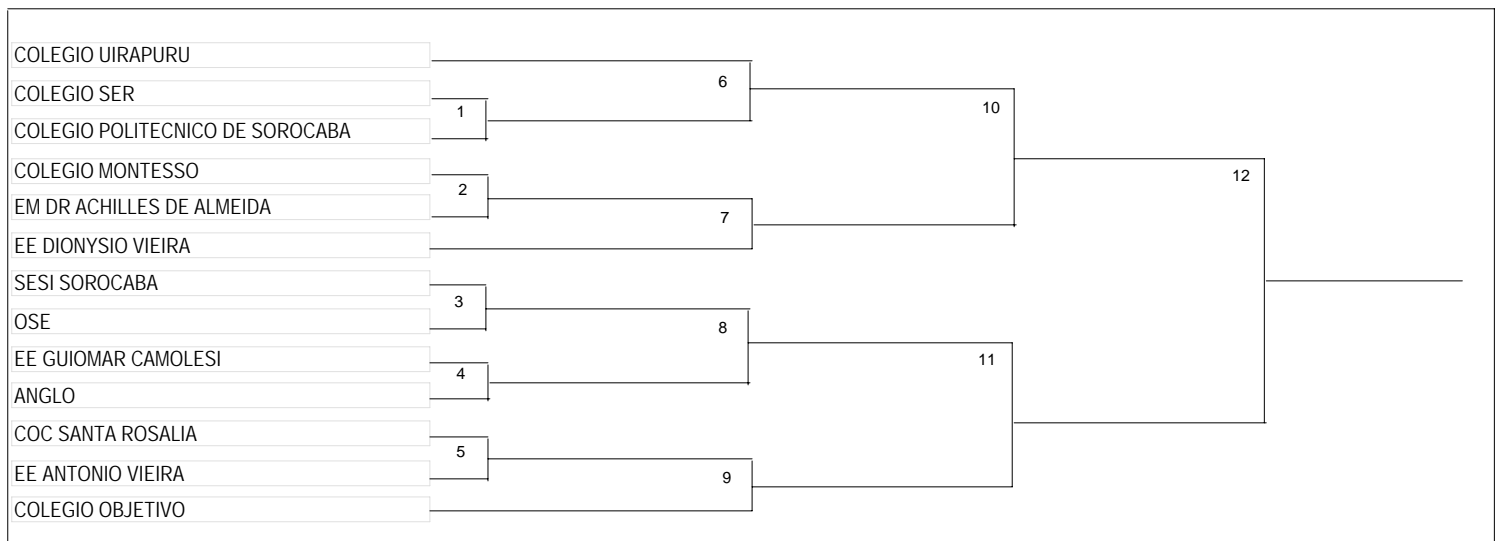 COLEGIO UIRAPURU
6
COLEGIO SER
10
1
COLEGIO POLITECNICO DE SOROCABA
COLEGIO MONTESSO
12
2
EM DR ACHILLES DE ALMEIDA
7
EE DIONYSIO VIEIRA
SESI SOROCABA
3
OSE
8
EE GUIOMAR CAMOLESI
11
4
ANGLO
COC SANTA ROSALIA
5
EE ANTONIO VIEIRA
9
COLEGIO OBJETIVO